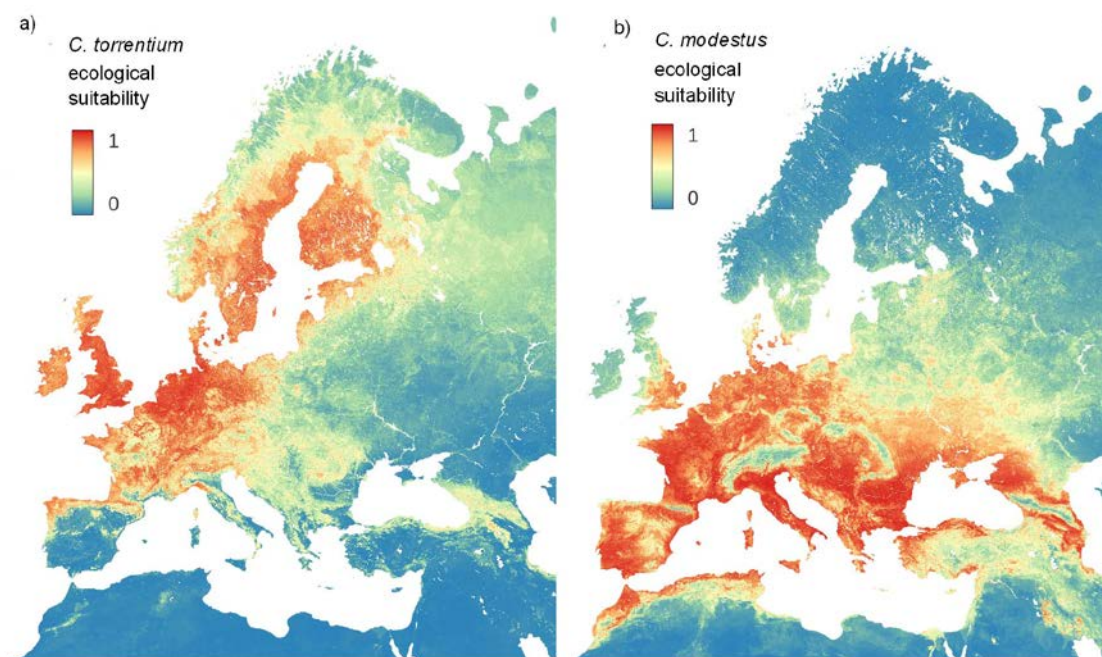 a)
C. torrentium
ecological
suitability
1
0
b)
C. modestus
ecological
suitability
1
0